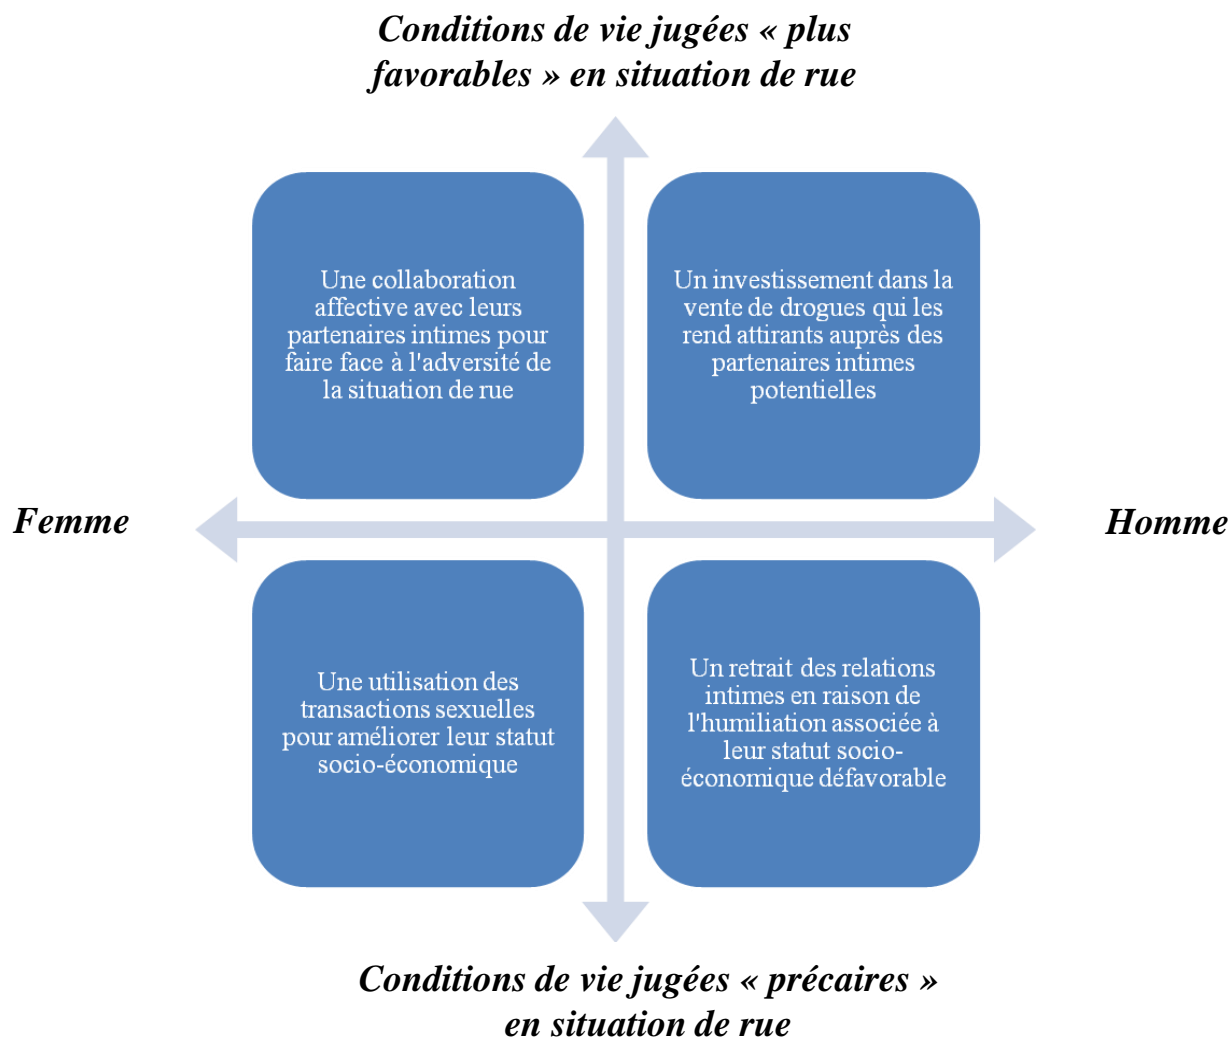 Conditions de vie jugées « plus
favorables » en situation de rue
Une collaboration
affective avec leurs
partenaires intimes pour
faire face à l'adversité de
la situation de rue
Un investissement dans la
vente de drogues qui les
rend attirants auprès des
partenaires intimes
potentielles
Femme
Homme
Une utilisation des
transactions sexuelles
pour améliorer leur statut
socio-économique
Un retrait des relations
intimes en raison de
l'humiliation associée à
leur statut socio-
économique défavorable
Conditions de vie jugées « précaires »
en situation de rue